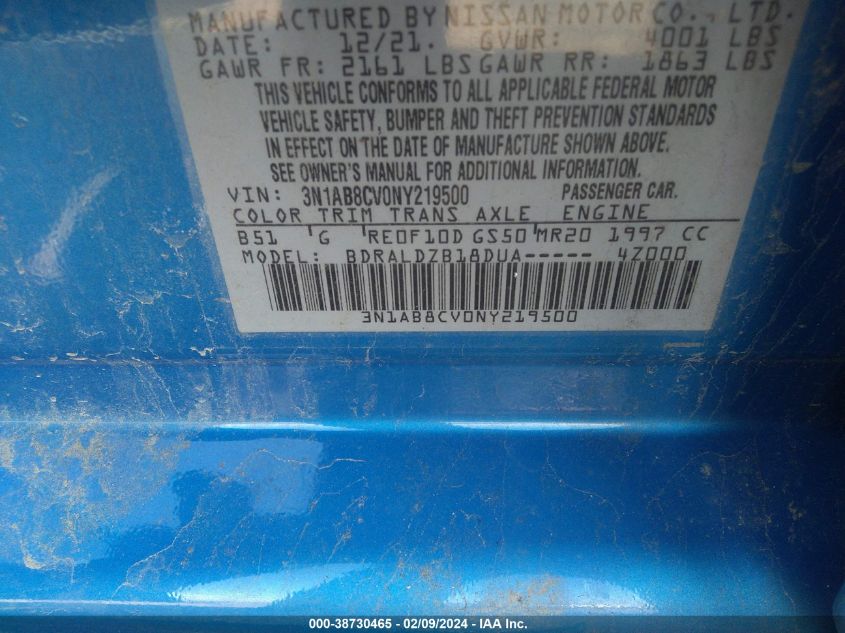 MANUFACTURED BY NISSAN MOTOR CO., LTD.
DATE: 12/21. GVWR: 4001 LBS
GAWR FR: 2161 LBS GAWR RR: 1863 LBS
THIS VEHICLE CONFORMS TO ALL APPLICABLE FEDERAL MOTOR
VEHICLE SAFETY, BUMPER AND THEFT PREVENTION STANDARDS
IN EFFECT ON THE DATE OF MANUFACTURE SHOWN ABOVE.
SEE OWNER'S MANUAL FOR ADDITIONAL INFORMATION.
VIN: 3N1AB8CV0NY219500 PASSENGER CAR.
COLOR TRIM TRANS AXLE ENGINE
B51 G RE0F10D GS50 MR20 1997 CC
MODEL: BDRALDZB18DUA----- 4Z000
3N1AB8CV0NY219500
000-38730465 - 02/09/2024 - IAA Inc.